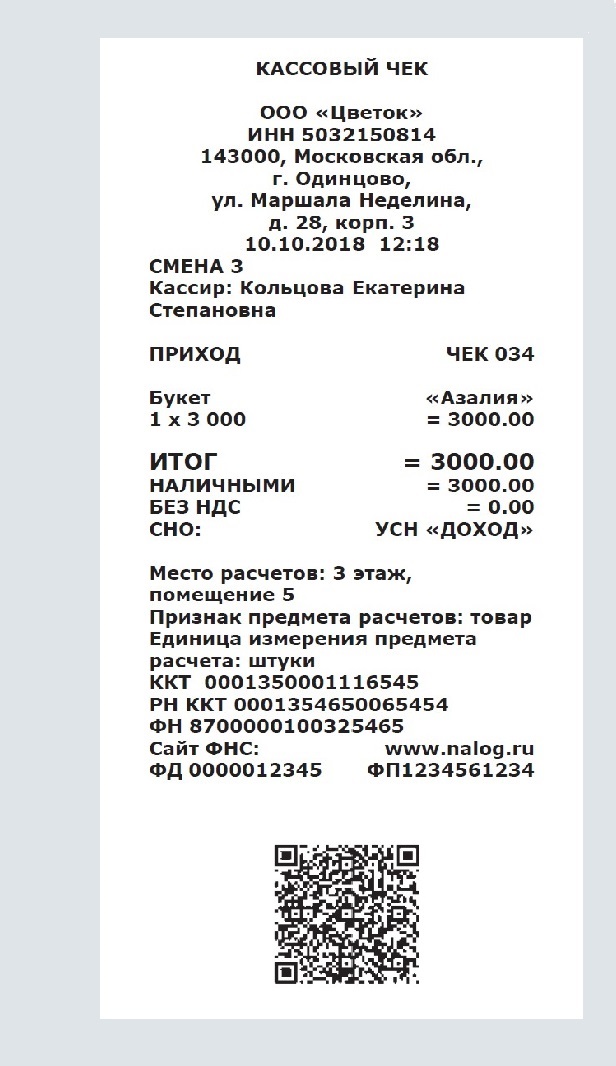 КАССОВЫЙ ЧЕК
ООО «Цветок»
ИНН 5032150814
143000, Московская обл.,
г. Одинцово,
ул. Маршала Неделина,
д. 28, корп. 3
10.10.2018 12:18
СМЕНА 3
Кассир: Кольцова Екатерина
Степановна
ПРИХОД ЧЕК 034
Букет «Азалия»
1 х 3 000 = 3000.00
ИТОГ = 3000.00
НАЛИЧНЫМИ = 3000.00
БЕЗ НДС = 0.00
СНО: УСН «ДОХОД»
Место расчетов: 3 этаж,
помещение 5
Признак предмета расчетов: товар
Единица измерения предмета
расчета: штуки
ККТ 0001350001116545
РН ККТ 0001354650065454
ФН 8700000100325465
Сайт ФНС: www.nalog.ru
ФД 0000012345 ФП1234561234